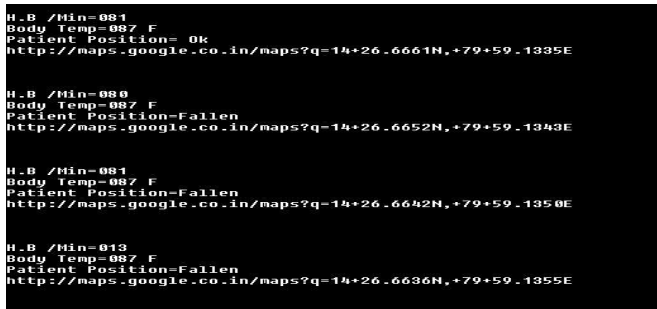 H.B /Min=081
Body Temp=087 F
Patient Position= Ok
http://maps.google.co.in/maps?q=14+26.6661N,+79+59.1335E
H.B /Min=080
Body Temp=087 F
Patient Position=Fallen
http://maps.google.co.in/maps?q=14+26.6652N,+79+59.1343E
H.B /Min=081
Body Temp=087 F
Patient Position=Fallen
http://maps.google.co.in/maps?q=14+26.6642N,+79+59.1350E
H.B /Min=013
Body Temp=087 F
Patient Position=Fallen
http://maps.google.co.in/maps?q=14+26.6636N,+79+59.1355E